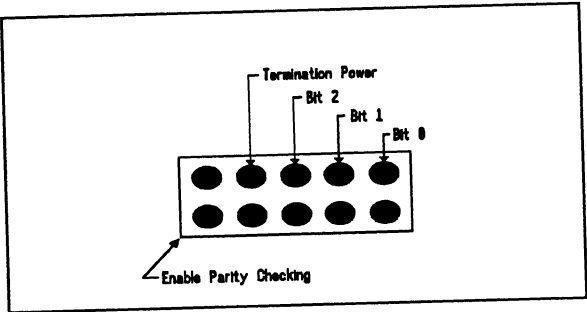 Termination Power
Bit 2
Bit 1
Bit 0
Enable Parity Checking